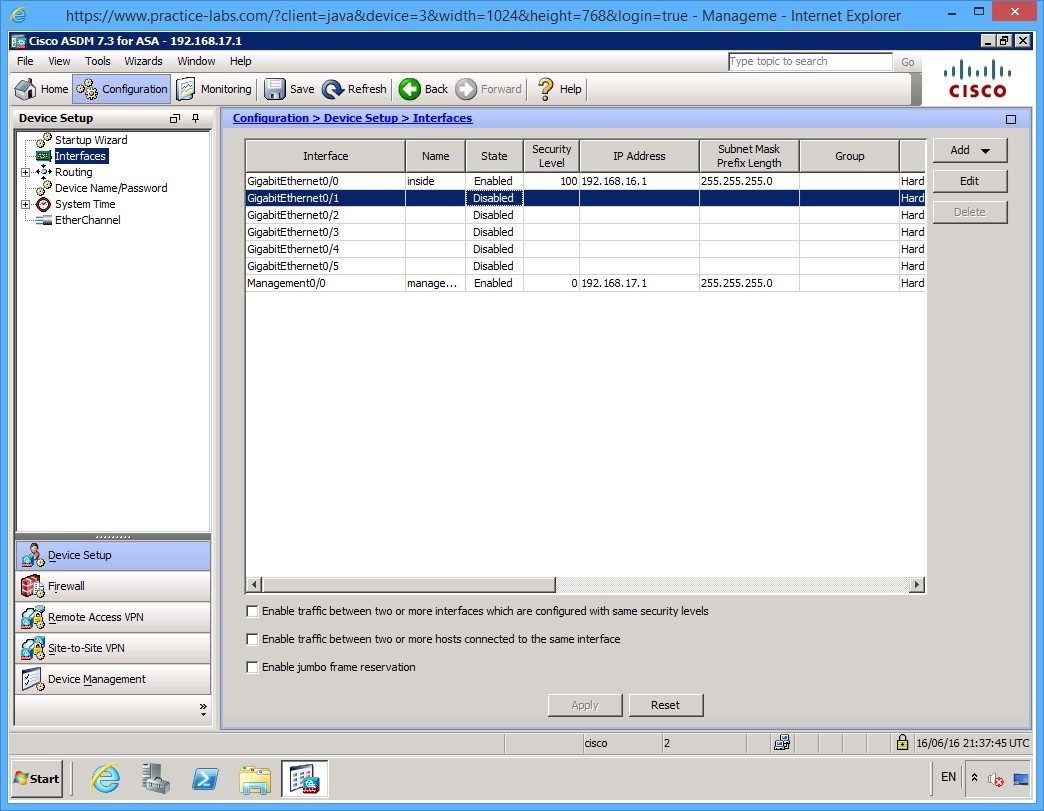 https://www.practice-labs.com/?client=java&device=3&width=1024&height=768&login=true - Manageme - Internet Explorer
Cisco ASDM 7.3 for ASA - 192.168.17.1
File View Tools Wizards Window Help
Type topic to search Go
Home Configuration Monitoring Save Refresh Back Forward Help
CISCO
Device Setup
Startup Wizard
Interfaces
Routing
Device Name/Password
System Time
EtherChannel
Device Setup
Firewall
Remote Access VPN
Site-to-Site VPN
Device Management
Configuration > Device Setup > Interfaces
Interface Name State Security Level IP Address Subnet Mask Prefix Length Group
GigabitEthernet0/0 inside Enabled 100 192.168.16.1 255.255.255.0 Hard
GigabitEthernet0/1 Disabled Hard
GigabitEthernet0/2 Disabled Hard
GigabitEthernet0/3 Disabled Hard
GigabitEthernet0/4 Disabled Hard
GigabitEthernet0/5 Disabled Hard
Management0/0 manage... Enabled 0 192.168.17.1 255.255.255.0 Hard
Add
Edit
Delete
Enable traffic between two or more interfaces which are configured with same security levels
Enable traffic between two or more hosts connected to the same interface
Enable jumbo frame reservation
Apply Reset
cisco 2 16/06/16 21:37:45 UTC
Start EN